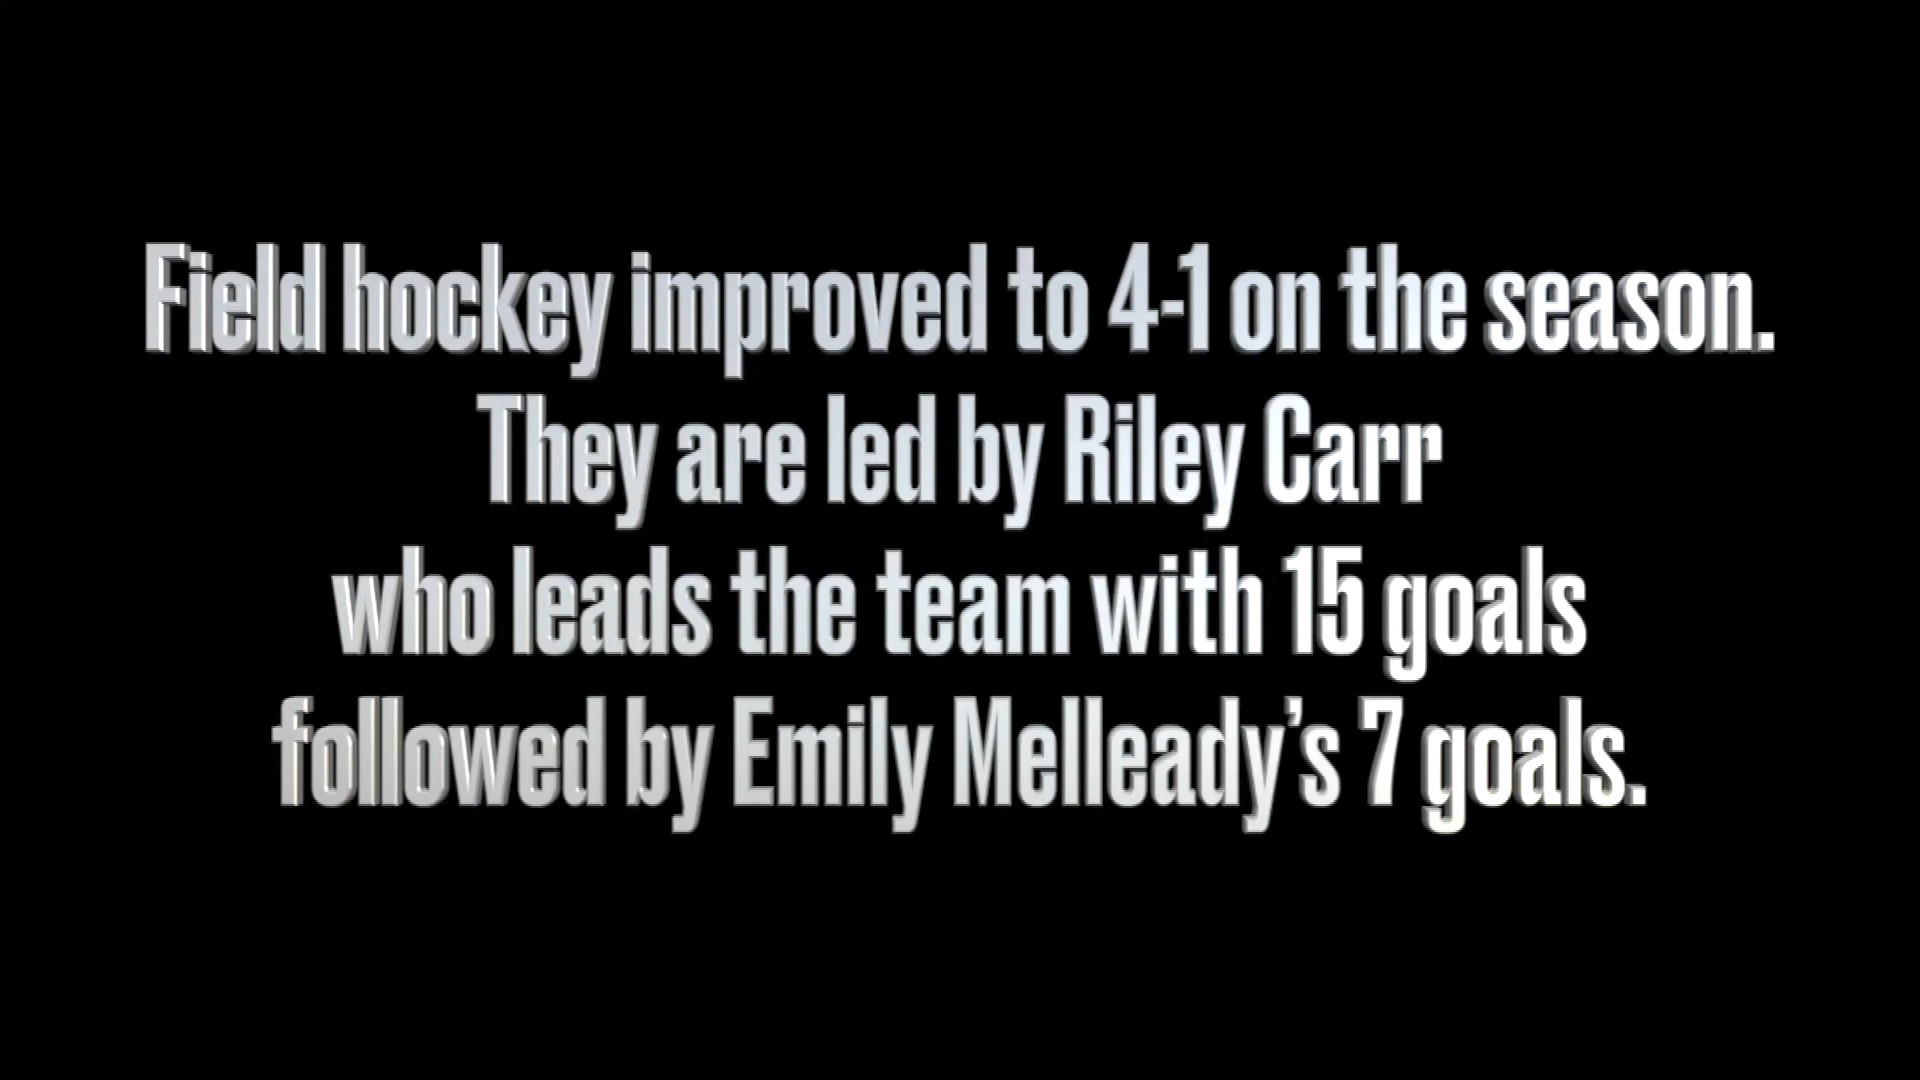 Field hockey improved to 4-1 on the season.
They are led by Riley Carr
who leads the team with 15 goals
followed by Emily Melleady’s 7 goals.